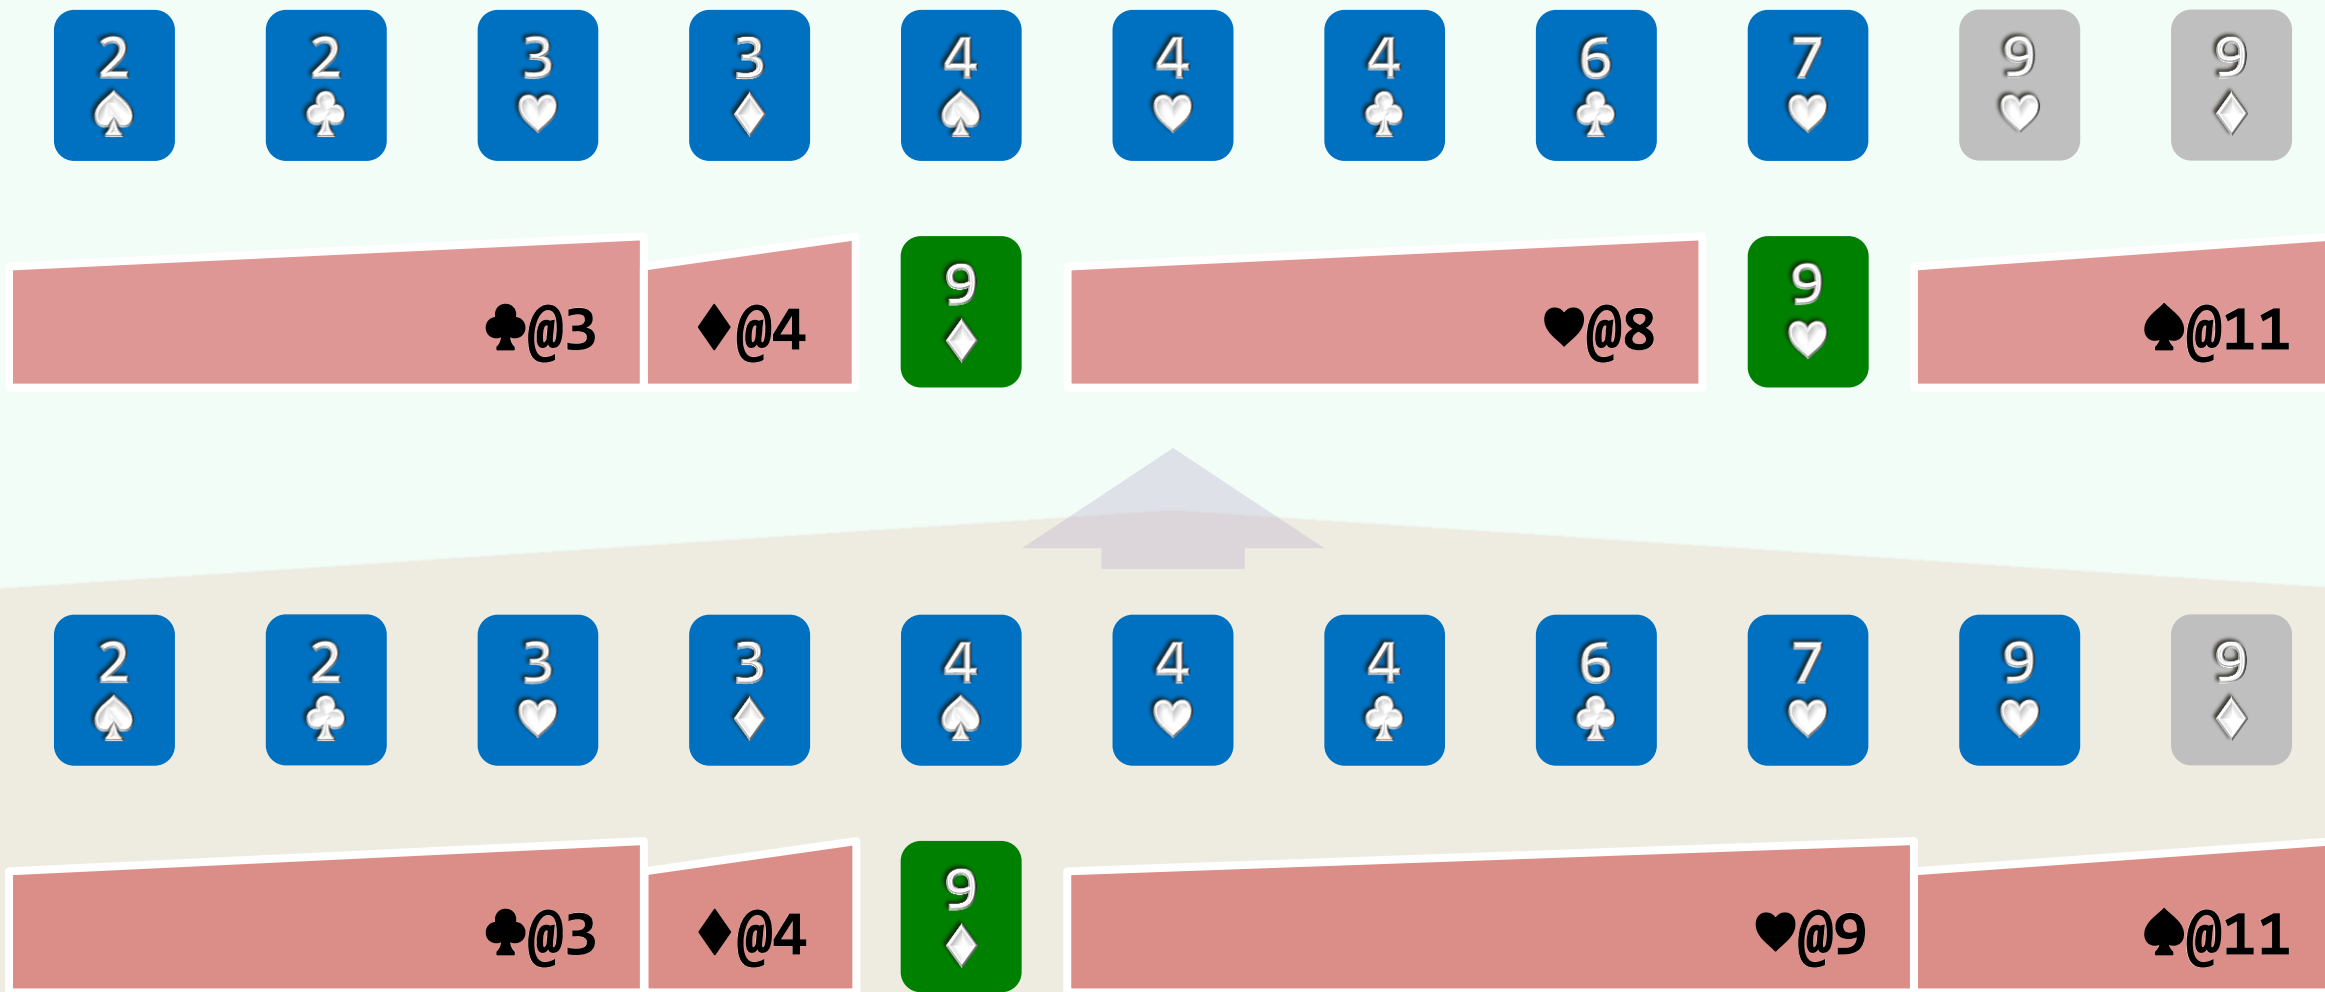 2 2 3 3 4 4 4 6 7 9 9
♠ ♣ ♥ ♦ ♠ ♥ ♣ ♣ ♥ ♥ ♦
♣@3 ♦@4 9 ♥@8 9 ♠@11
♦ ♥
2 2 3 3 4 4 4 6 7 9 9
♠ ♣ ♥ ♦ ♠ ♥ ♣ ♣ ♥ ♥ ♦
♣@3 ♦@4 9 ♥@9 ♠@11
♦